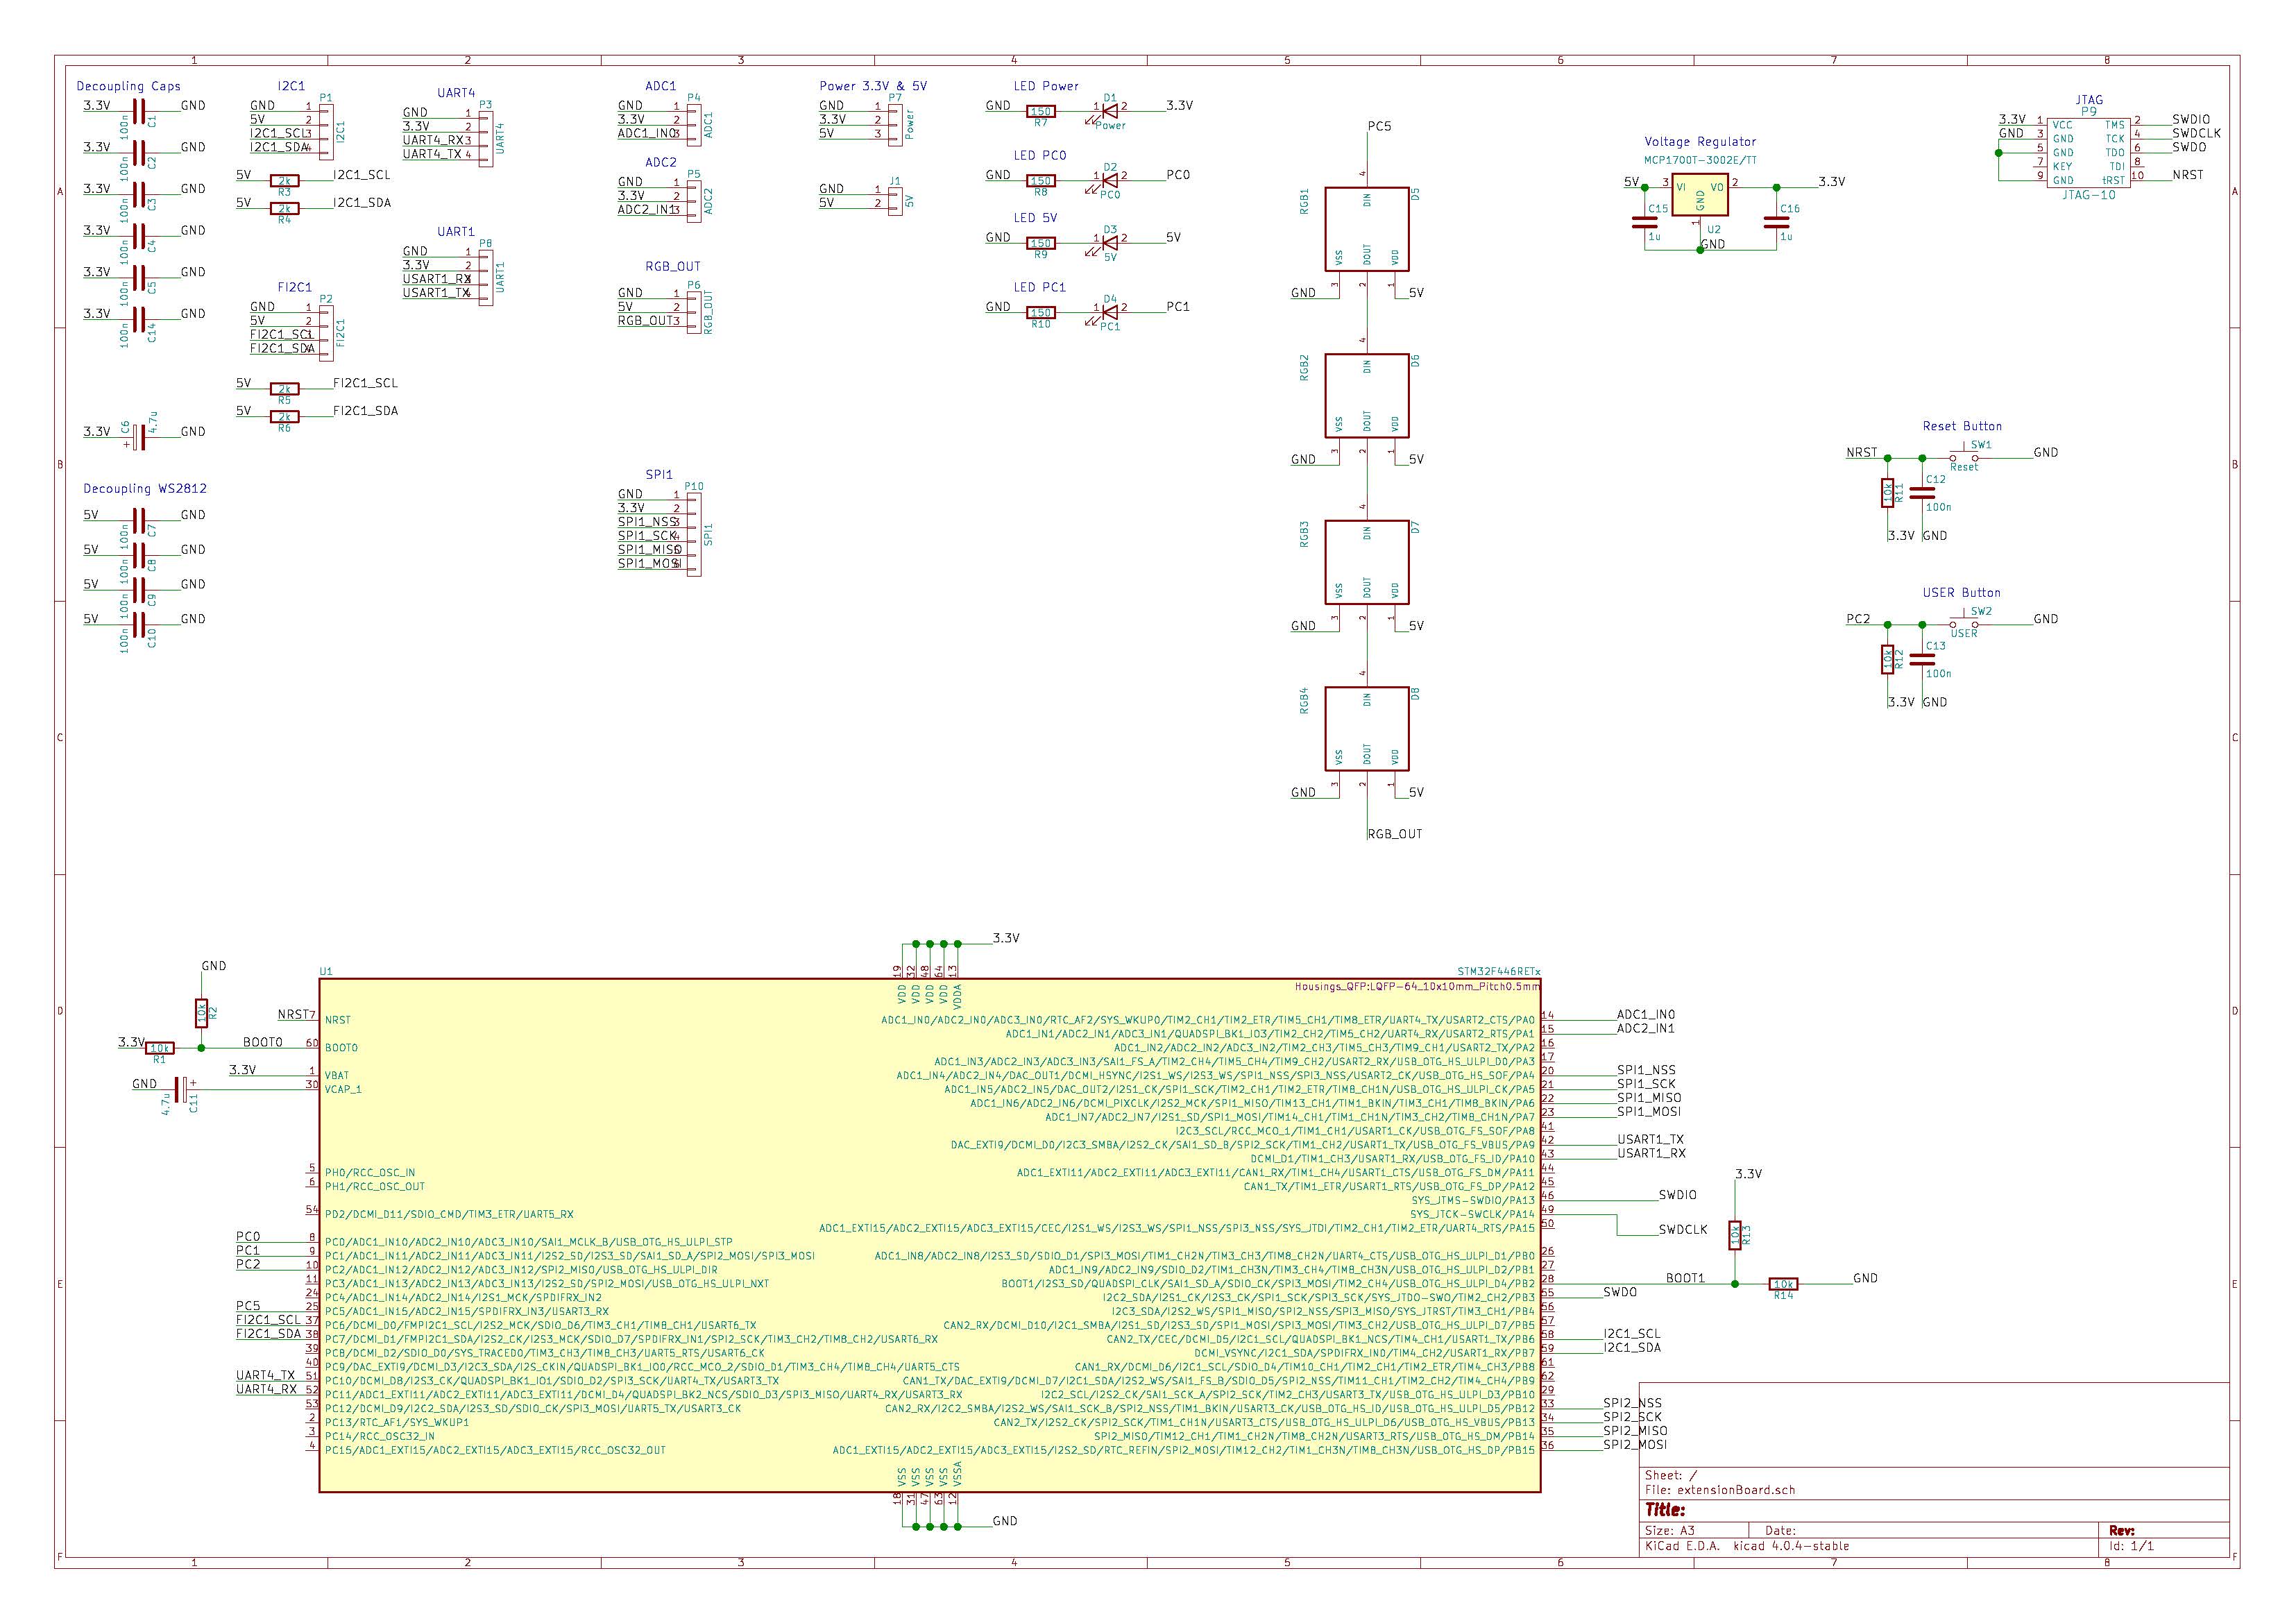 1 2 3 4 5 6 7 8
A
B
C
D
E
F
Decoupling Caps
3.3V GND 100n C1
3.3V GND 100n C2
3.3V GND 100n C3
3.3V GND 100n C4
3.3V GND 100n C5
3.3V GND 100n C14
3.3V C6 4.7u + GND
Decoupling WS2812
5V GND 100n C7
5V GND 100n C8
5V GND 100n C9
5V GND 100n C10
I2C1
P1
GND 1
5V 2
I2C1_SCL 3
I2C1_SDA 4
I2C1
5V 2k I2C1_SCL
R3
5V 2k I2C1_SDA
R4
FI2C1
P2
GND 1
5V 2
FI2C1_SCL
FI2C1_SDA
FI2C1
5V 2k FI2C1_SCL
R5
5V 2k FI2C1_SDA
R6
UART4
P3
GND 1
3.3V 2
UART4_RX 3
UART4_TX 4
UART4
UART1
P8
GND 1
3.3V 2
USART1_RX
USART1_TX
UART1
ADC1
P4
GND 1
3.3V 2
ADC1_IN0 3
ADC1
ADC2
P5
GND 1
3.3V 2
ADC2_IN1 3
ADC2
RGB_OUT
P6
GND 1
5V 2
RGB_OUT 3
RGB_OUT
SPI1
P10
GND 1
3.3V 2
SPI1_NSS 3
SPI1_SCK 4
SPI1_MISO 5
SPI1_MOSI 6
SPI1
Power 3.3V & 5V
P7
GND 1
3.3V 2
5V 3
Power
J1
GND 1
5V 2
5V
LED Power
GND 150 R7 1 D1 2 3.3V
Power
LED PC0
GND 150 R8 1 D2 2 PC0
PC0
LED 5V
GND 150 R9 1 D3 2 5V
5V
LED PC1
GND 150 R10 1 D4 2 PC1
PC1
PC5
4
RGB1 DIN D5
VSS DOUT VDD
3 2 1
GND 5V
4
RGB2 DIN D6
VSS DOUT VDD
3 2 1
GND 5V
4
RGB3 DIN D7
VSS DOUT VDD
3 2 1
GND 5V
4
RGB4 DIN D8
VSS DOUT VDD
3 2 1
GND 5V
RGB_OUT
Voltage Regulator
MCP1700T-3002E/TT
5V 3 VI VO 2 3.3V
GND
1
C15 U2 C16
1u GND 1u
JTAG
P9
3.3V 1 VCC TMS 2 SWDIO
GND 3 GND TCK 4 SWDCLK
5 GND TDO 6 SWDO
7 KEY TDI 8
9 GND tRST 10 NRST
JTAG-10
Reset Button
NRST SW1 GND
Reset
10k R11 C12
100n
3.3V GND
USER Button
PC2 SW2 GND
USER
10k R12 C13
100n
3.3V GND
3.3V
19 32 48 64 13
VDD VDD VDD VDD VDDA
U1
STM32F446RETx
Housings_QFP:LQFP-64_10x10mm_Pitch0.5mm
GND
10k R2
3.3V 10k BOOT0 60 BOOT0
R1
NRST 7 NRST
3.3V 1 VBAT
GND + 30 VCAP_1
4.7u C11
5 PH0/RCC_OSC_IN
6 PH1/RCC_OSC_OUT
54 PD2/DCMI_D11/SDIO_CMD/TIM3_ETR/UART5_RX
PC0 8 PC0/ADC1_IN10/ADC2_IN10/ADC3_IN10/SAI1_MCLK_B/USB_OTG_HS_ULPI_STP
PC1 9 PC1/ADC1_IN11/ADC2_IN11/ADC3_IN11/I2S2_SD/I2S3_SD/SAI1_SD_A/SPI2_MOSI/SPI3_MOSI
PC2 10 PC2/ADC1_IN12/ADC2_IN12/ADC3_IN12/SPI2_MISO/USB_OTG_HS_ULPI_DIR
11 PC3/ADC1_IN13/ADC2_IN13/ADC3_IN13/I2S2_SD/SPI2_MOSI/USB_OTG_HS_ULPI_NXT
24 PC4/ADC1_IN14/ADC2_IN14/I2S1_MCK/SPDIFRX_IN2
PC5 25 PC5/ADC1_IN15/ADC2_IN15/SPDIFRX_IN3/USART3_RX
FI2C1_SCL 37 PC6/DCMI_D0/FMPI2C1_SCL/I2S2_MCK/SDIO_D6/TIM3_CH1/TIM8_CH1/USART6_TX
FI2C1_SDA 38 PC7/DCMI_D1/FMPI2C1_SDA/I2S2_CK/I2S3_MCK/SDIO_D7/SPDIFRX_IN1/SPI2_SCK/TIM3_CH2/TIM8_CH2/USART6_RX
39 PC8/DCMI_D2/SDIO_D0/SYS_TRACED0/TIM3_CH3/TIM8_CH3/UART5_RTS/USART6_CK
40 PC9/DAC_EXTI9/DCMI_D3/I2C3_SDA/I2S_CKIN/QUADSPI_BK1_IO0/RCC_MCO_2/SDIO_D1/TIM3_CH4/TIM8_CH4/UART5_CTS
UART4_TX 51 PC10/DCMI_D8/I2S3_CK/QUADSPI_BK1_IO1/SDIO_D2/SPI3_SCK/UART4_TX/USART3_TX
UART4_RX 52 PC11/ADC1_EXTI11/ADC2_EXTI11/ADC3_EXTI11/DCMI_D4/QUADSPI_BK2_NCS/SDIO_D3/SPI3_MISO/UART4_RX/USART3_RX
53 PC12/DCMI_D9/I2C2_SDA/I2S3_SD/SDIO_CK/SPI3_MOSI/UART5_TX/USART3_CK
2 PC13/RTC_AF1/SYS_WKUP1
3 PC14/RCC_OSC32_IN
4 PC15/ADC1_EXTI15/ADC2_EXTI15/ADC3_EXTI15/RCC_OSC32_OUT
ADC1_IN0/ADC2_IN0/ADC3_IN0/RTC_AF2/SYS_WKUP0/TIM2_CH1/TIM2_ETR/TIM5_CH1/TIM8_ETR/UART4_TX/USART2_CTS/PA0 14 ADC1_IN0
ADC1_IN1/ADC2_IN1/ADC3_IN1/QUADSPI_BK1_IO3/TIM2_CH2/TIM5_CH2/UART4_RX/USART2_RTS/PA1 15 ADC2_IN1
ADC1_IN2/ADC2_IN2/ADC3_IN2/TIM2_CH3/TIM5_CH3/TIM9_CH1/USART2_TX/PA2 16
ADC1_IN3/ADC2_IN3/ADC3_IN3/SAI1_FS_A/TIM2_CH4/TIM5_CH4/TIM9_CH2/USART2_RX/USB_OTG_HS_ULPI_D0/PA3 17
ADC1_IN4/ADC2_IN4/DAC_OUT1/DCMI_HSYNC/I2S1_WS/I2S3_WS/SPI1_NSS/SPI3_NSS/USART2_CK/USB_OTG_HS_SOF/PA4 20 SPI1_NSS
ADC1_IN5/ADC2_IN5/DAC_OUT2/I2S1_CK/SPI1_SCK/TIM2_CH1/TIM2_ETR/TIM8_CH1N/USB_OTG_HS_ULPI_CK/PA5 21 SPI1_SCK
ADC1_IN6/ADC2_IN6/DCMI_PIXCLK/I2S2_MCK/SPI1_MISO/TIM13_CH1/TIM1_BKIN/TIM3_CH1/TIM8_BKIN/PA6 22 SPI1_MISO
ADC1_IN7/ADC2_IN7/I2S1_SD/SPI1_MOSI/TIM14_CH1/TIM1_CH1N/TIM3_CH2/TIM8_CH1N/PA7 23 SPI1_MOSI
I2C3_SCL/RCC_MCO_1/TIM1_CH1/USART1_CK/USB_OTG_FS_SOF/PA8 41
DAC_EXTI9/DCMI_D0/I2C3_SMBA/I2S2_CK/SAI1_SD_B/SPI2_SCK/TIM1_CH2/USART1_TX/USB_OTG_FS_VBUS/PA9 42 USART1_TX
DCMI_D1/TIM1_CH3/USART1_RX/USB_OTG_FS_ID/PA10 43 USART1_RX
ADC1_EXTI11/ADC2_EXTI11/ADC3_EXTI11/CAN1_RX/TIM1_CH4/USART1_CTS/USB_OTG_FS_DM/PA11 44
CAN1_TX/TIM1_ETR/USART1_RTS/USB_OTG_FS_DP/PA12 45
SYS_JTMS-SWDIO/PA13 46 SWDIO
SYS_JTCK-SWCLK/PA14 49 SWDCLK
ADC1_EXTI15/ADC2_EXTI15/ADC3_EXTI15/CEC/I2S1_WS/I2S3_WS/SPI1_NSS/SPI3_NSS/SYS_JTDI/TIM2_CH1/TIM2_ETR/UART4_RTS/PA15 50
ADC1_IN8/ADC2_IN8/I2S3_SD/SDIO_D1/SPI3_MOSI/TIM1_CH2N/TIM3_CH3/TIM8_CH2N/UART4_CTS/USB_OTG_HS_ULPI_D1/PB0 26
ADC1_IN9/ADC2_IN9/SDIO_D2/TIM1_CH3N/TIM3_CH4/TIM8_CH3N/USB_OTG_HS_ULPI_D2/PB1 27
BOOT1/I2S3_SD/QUADSPI_CLK/SAI1_SD_A/SDIO_CK/SPI3_MOSI/TIM2_CH4/USB_OTG_HS_ULPI_D4/PB2 28 BOOT1
I2C2_SDA/I2S1_CK/I2S3_CK/SPI1_SCK/SPI3_SCK/SYS_JTDO-SWO/TIM2_CH2/PB3 55 SWDO
I2C3_SDA/I2S2_WS/SPI1_MISO/SPI2_NSS/SPI3_MISO/SYS_JTRST/TIM3_CH1/PB4 56
CAN2_RX/DCMI_D10/I2C1_SMBA/I2S1_SD/I2S3_SD/SPI1_MOSI/SPI3_MOSI/TIM3_CH2/USB_OTG_HS_ULPI_D7/PB5 57
CAN2_TX/CEC/DCMI_D5/I2C1_SCL/QUADSPI_BK1_NCS/TIM4_CH1/USART1_TX/PB6 58 I2C1_SCL
DCMI_VSYNC/I2C1_SDA/SPDIFRX_IN0/TIM4_CH2/USART1_RX/PB7 59 I2C1_SDA
CAN1_RX/DCMI_D6/I2C1_SCL/SDIO_D4/TIM10_CH1/TIM2_CH1/TIM2_ETR/TIM4_CH3/PB8 61
CAN1_TX/DAC_EXTI9/DCMI_D7/I2C1_SDA/I2S2_WS/SAI1_FS_B/SDIO_D5/SPI2_NSS/TIM11_CH1/TIM2_CH2/TIM4_CH4/PB9 62
I2C2_SCL/I2S2_CK/SAI1_SCK_A/SPI2_SCK/TIM2_CH3/USART3_TX/USB_OTG_HS_ULPI_D3/PB10 29
CAN2_RX/I2C2_SMBA/I2S2_WS/SAI1_SCK_B/SPI2_NSS/TIM1_BKIN/USART3_CK/USB_OTG_HS_ID/USB_OTG_HS_ULPI_D5/PB12 33 SPI2_NSS
CAN2_TX/I2S2_CK/SPI2_SCK/TIM1_CH1N/USART3_CTS/USB_OTG_HS_ULPI_D6/USB_OTG_HS_VBUS/PB13 34 SPI2_SCK
SPI2_MISO/TIM12_CH1/TIM1_CH2N/TIM8_CH2N/USART3_RTS/USB_OTG_HS_DM/PB14 35 SPI2_MISO
ADC1_EXTI15/ADC2_EXTI15/ADC3_EXTI15/I2S2_SD/RTC_REFIN/SPI2_MOSI/TIM12_CH2/TIM1_CH3N/TIM8_CH3N/USB_OTG_HS_DP/PB15 36 SPI2_MOSI
3.3V
10k R13
10k GND
R14
VSS VSS VSS VSS VSSA
18 31 47 63 12
GND
Sheet: /
File: extensionBoard.sch
Title:
Size: A3 Date: Rev:
KiCad E.D.A. kicad 4.0.4-stable Id: 1/1
1 2 3 4 5 6 7 8
A
B
C
D
E
F